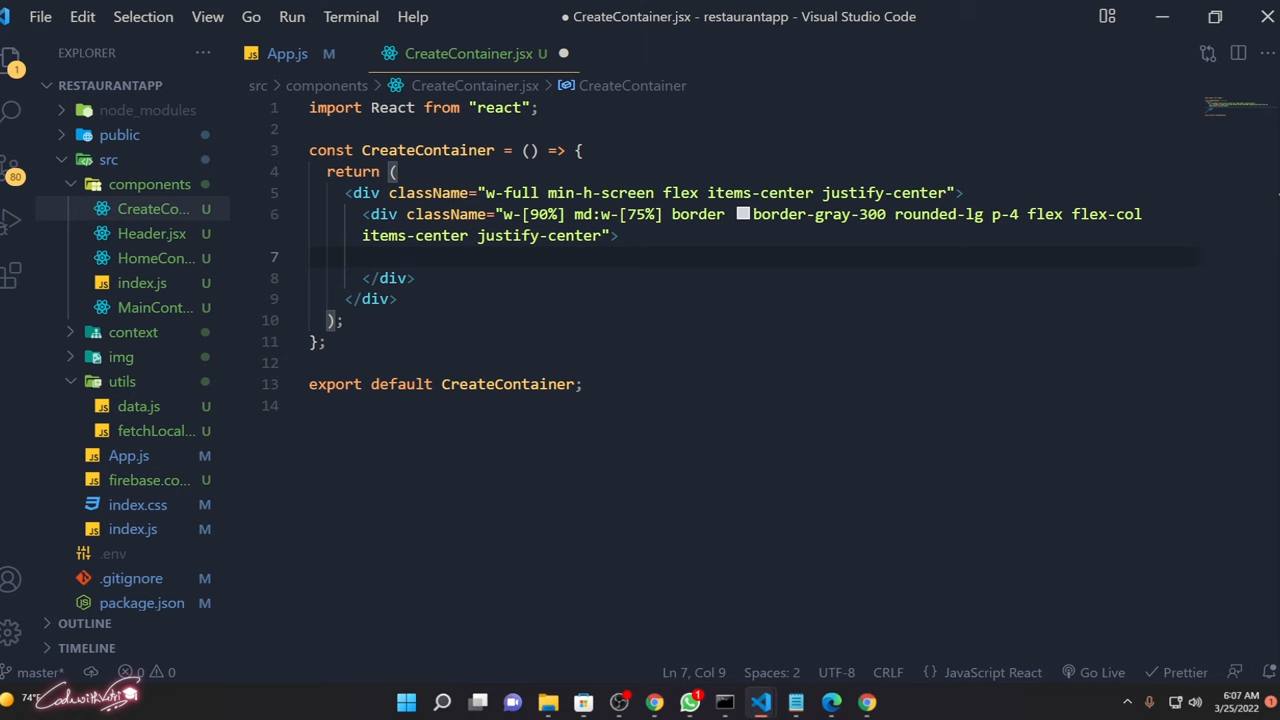 File Edit Selection View Go Run Terminal Help
● CreateContainer.jsx - restaurantapp - Visual Studio Code
EXPLORER
App.js M
CreateContainer.jsx U
src > components > CreateContainer.jsx > CreateContainer
1
RESTAURANTAPP
node_modules
public
src
components
CreateCo... U
Header.jsx U
HomeCon... U
index.js U
MainCont... U
context
img
utils
data.js U
fetchLocal... U
App.js M
firebase.co... U
index.css M
index.js M
.env
.gitignore M
package.json M
OUTLINE
TIMELINE
80
1 import React from "react";
2
3 const CreateContainer = () => {
4 return (
5 <div className="w-full min-h-screen flex items-center justify-center">
6 <div className="w-[90%] md:w-[75%] border border-gray-300 rounded-lg p-4 flex flex-col
items-center justify-center">
7
8 </div>
9 </div>
10 );
11 };
12
13 export default CreateContainer;
14
master* 0 0 Ln 7, Col 9 Spaces: 2 UTF-8 CRLF { } JavaScript React Go Live Prettier
74°F
1
6:07 AM
3/25/2022
1